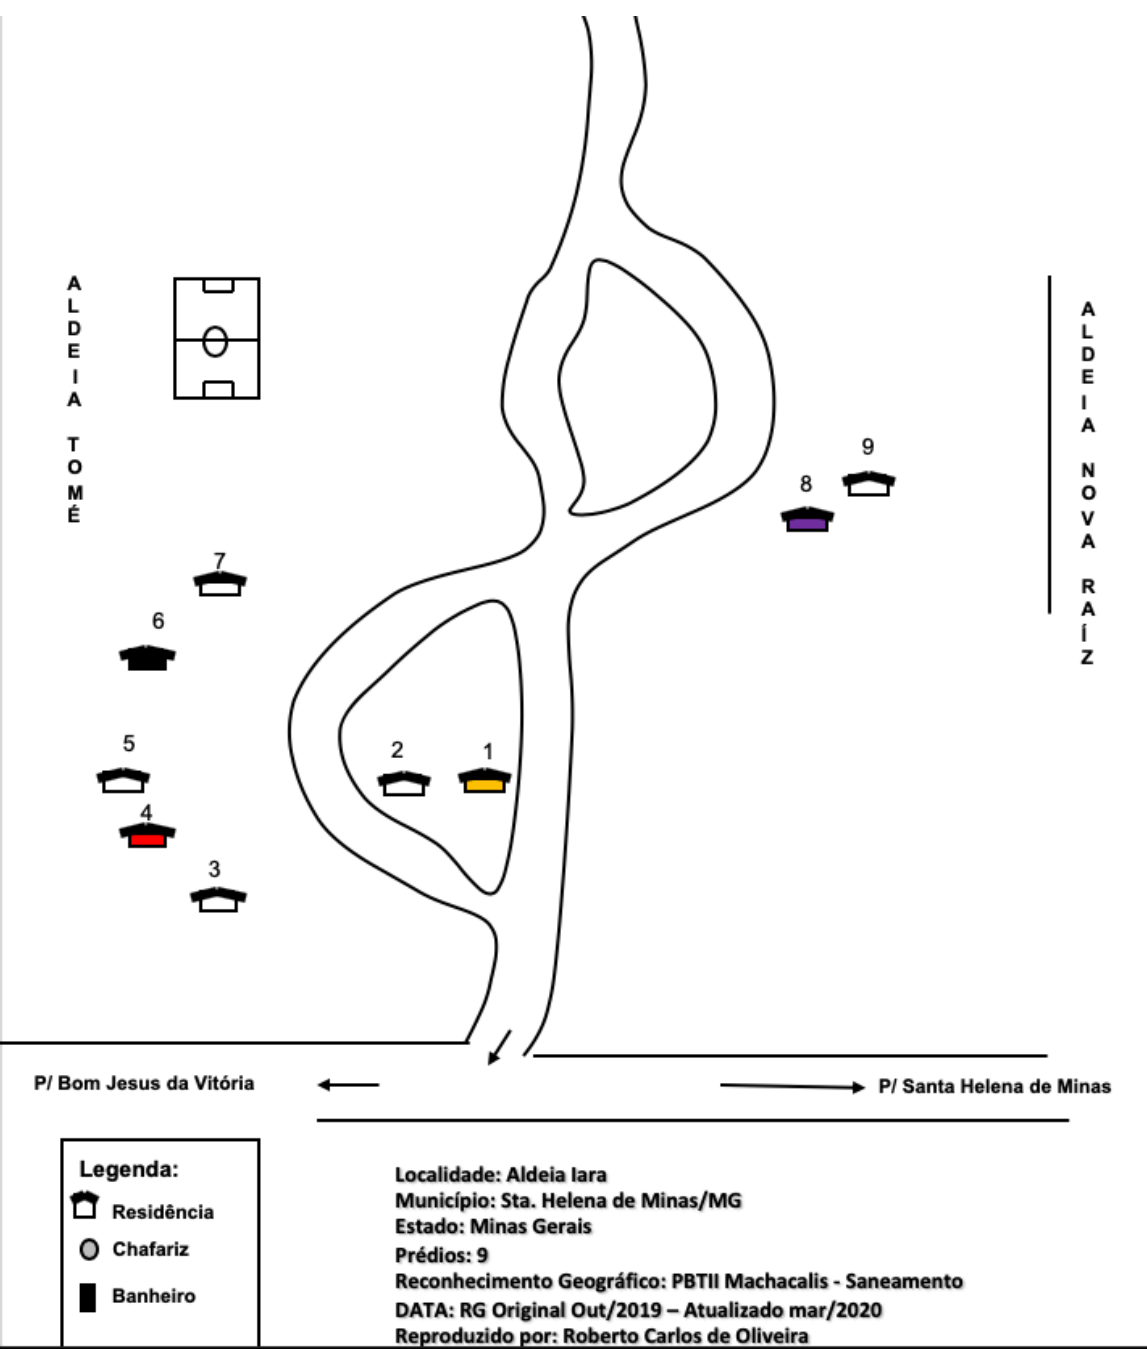 ALDEIA TOMÉ
ALDEIA NOVA RAÍZ
9
8
7
6
5
2
1
4
3
P/ Bom Jesus da Vitória
P/ Santa Helena de Minas
Legenda:
Residência
Chafariz
Banheiro
Localidade: Aldeia Iara
Município: Sta. Helena de Minas/MG
Estado: Minas Gerais
Prédios: 9
Reconhecimento Geográfico: PBTII Machacalis - Saneamento
DATA: RG Original Out/2019 – Atualizado mar/2020
Reproduzido por: Roberto Carlos de Oliveira